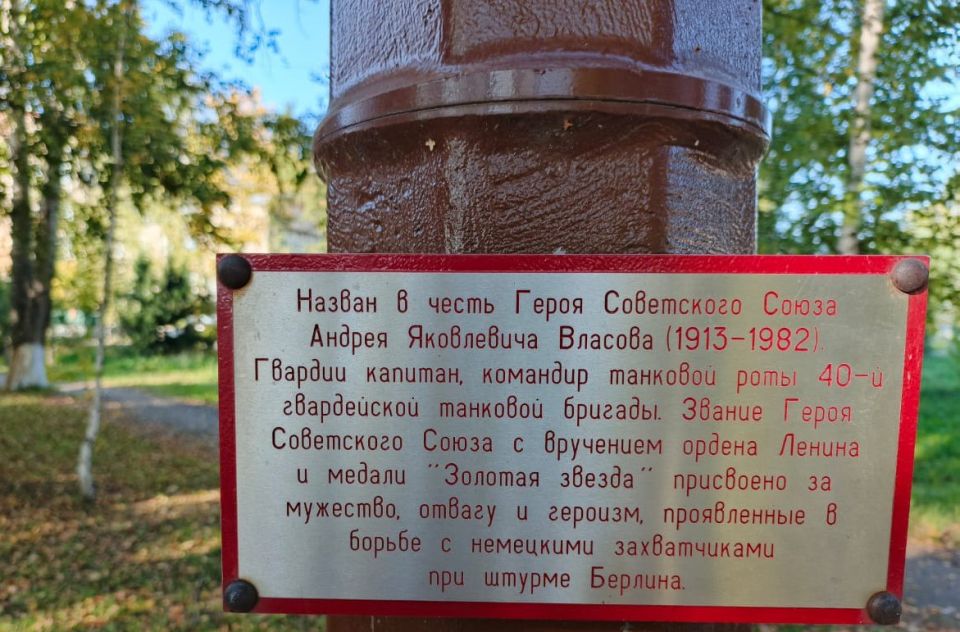 Назван в честь Героя Советского Союза
Андрея Яковлевича Власова (1913-1982).
Гвардии капитан, командир танковой роты 40-й
гвардейской танковой бригады. Звание Героя
Советского Союза с вручением ордена Ленина
и медали "Золотая звезда" присвоено за
мужество, отвагу и героизм, проявленные в
борьбе с немецкими захватчиками
при штурме Берлина.